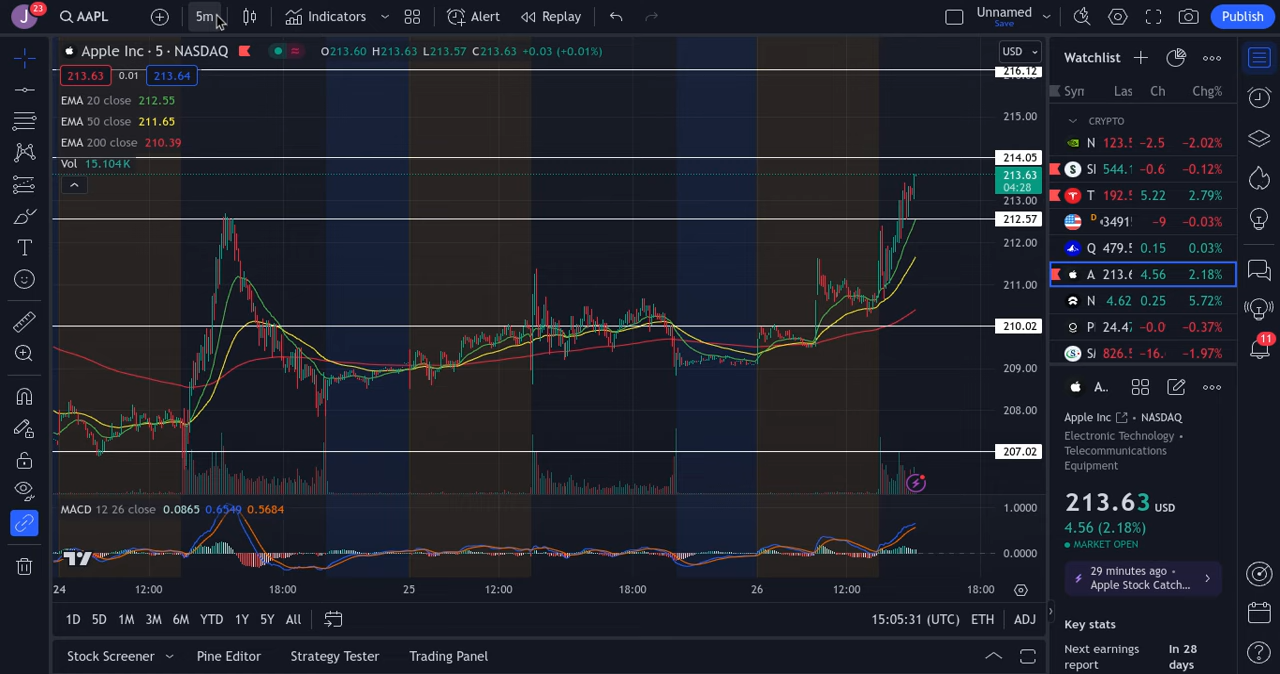 J
23
AAPL
5m
Indicators
Alert
Replay
Unnamed
Save
Publish
Apple Inc · 5 · NASDAQ
O213.60 H213.63 L213.57 C213.63 +0.03 (+0.01%)
USD
213.63 0.01 213.64
EMA 20 close 212.55
EMA 50 close 211.65
EMA 200 close 210.39
Vol 15.104K
216.12
215.00
214.05
213.63
04:28
213.00
212.57
212.00
211.00
210.02
209.00
208.00
207.02
MACD 12 26 close 0.0865 0.6549 0.5684
1.0000
0.0000
24 12:00 18:00 25 12:00 18:00 26 12:00 18:00
1D 5D 1M 3M 6M YTD 1Y 5Y All
15:05:31 (UTC) ETH ADJ
Stock Screener Pine Editor Strategy Tester Trading Panel
Watchlist
Syn Las Ch Chg%
CRYPTO
N 123. −2.5 −2.02%
544. −0.6 −0.12%
T 192. 5.22 2.79%
D 3491 −9 −0.03%
Q 479. 0.15 0.03%
A 213. 4.56 2.18%
N 4.62 0.25 5.72%
24.4 −0.0 −0.37%
826. −16. −1.97%
A..
Apple Inc • NASDAQ
Electronic Technology •
Telecommunications
Equipment
213.63 USD
4.56 (2.18%)
MARKET OPEN
29 minutes ago •
Apple Stock Catch...
Key stats
Next earnings report
In 28 days
11